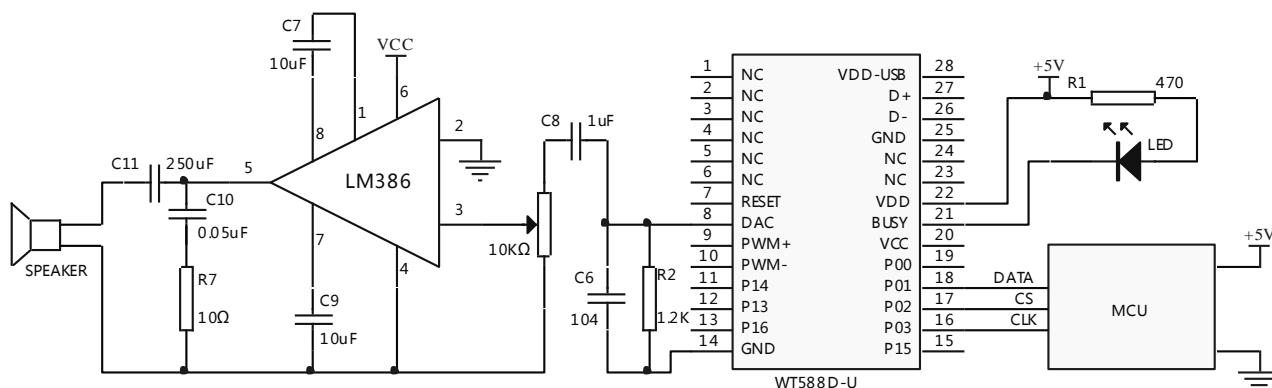 C7
10uF
VCC
6
1
8
2
C8
1uF
C11
250uF
5
LM386
C10
0.05uF
3
10KΩ
7
4
SPEAKER
R7
10Ω
C9
10uF
C6
104
R2
1.2K
1 NC VDD-USB 28
2 NC D+ 27
3 NC D- 26
4 NC GND 25
5 NC NC 24
6 NC NC 23
7 RESET VDD 22
8 DAC BUSY 21
9 PWM+ VCC 20
10 PWM- P00 19
11 P14 P01 18
12 P13 P02 17
13 P16 P03 16
14 GND P15 15
WT588D-U
+5V
R1
470
LED
+5V
DATA
CS
CLK
MCU